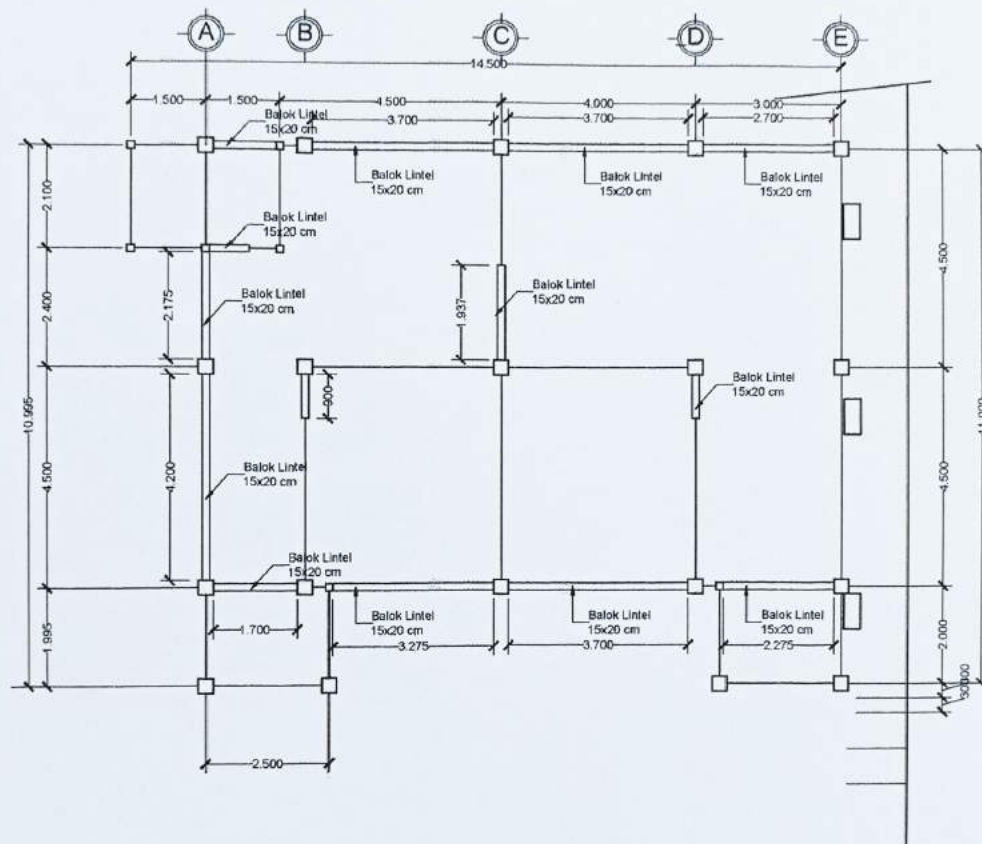 A
B
C
D
E
14.500
1.500
1.500
4.500
4.000
3.000
3.700
3.700
2.700
Balok Lintel
15x20 cm
Balok Lintel
15x20 cm
Balok Lintel
15x20 cm
Balok Lintel
15x20 cm
2.100
Balok Lintel
15x20 cm
2.400
2.175
Balok Lintel
15x20 cm
1.937
Balok Lintel
15x20 cm
4.500
10.995
900
Balok Lintel
15x20 cm
4.500
4.200
Balok Lintel
15x20 cm
4.500
Balok Lintel
15x20 cm
1.995
1.700
Balok Lintel
15x20 cm
3.275
Balok Lintel
15x20 cm
3.700
Balok Lintel
15x20 cm
2.275
2.000
2.500